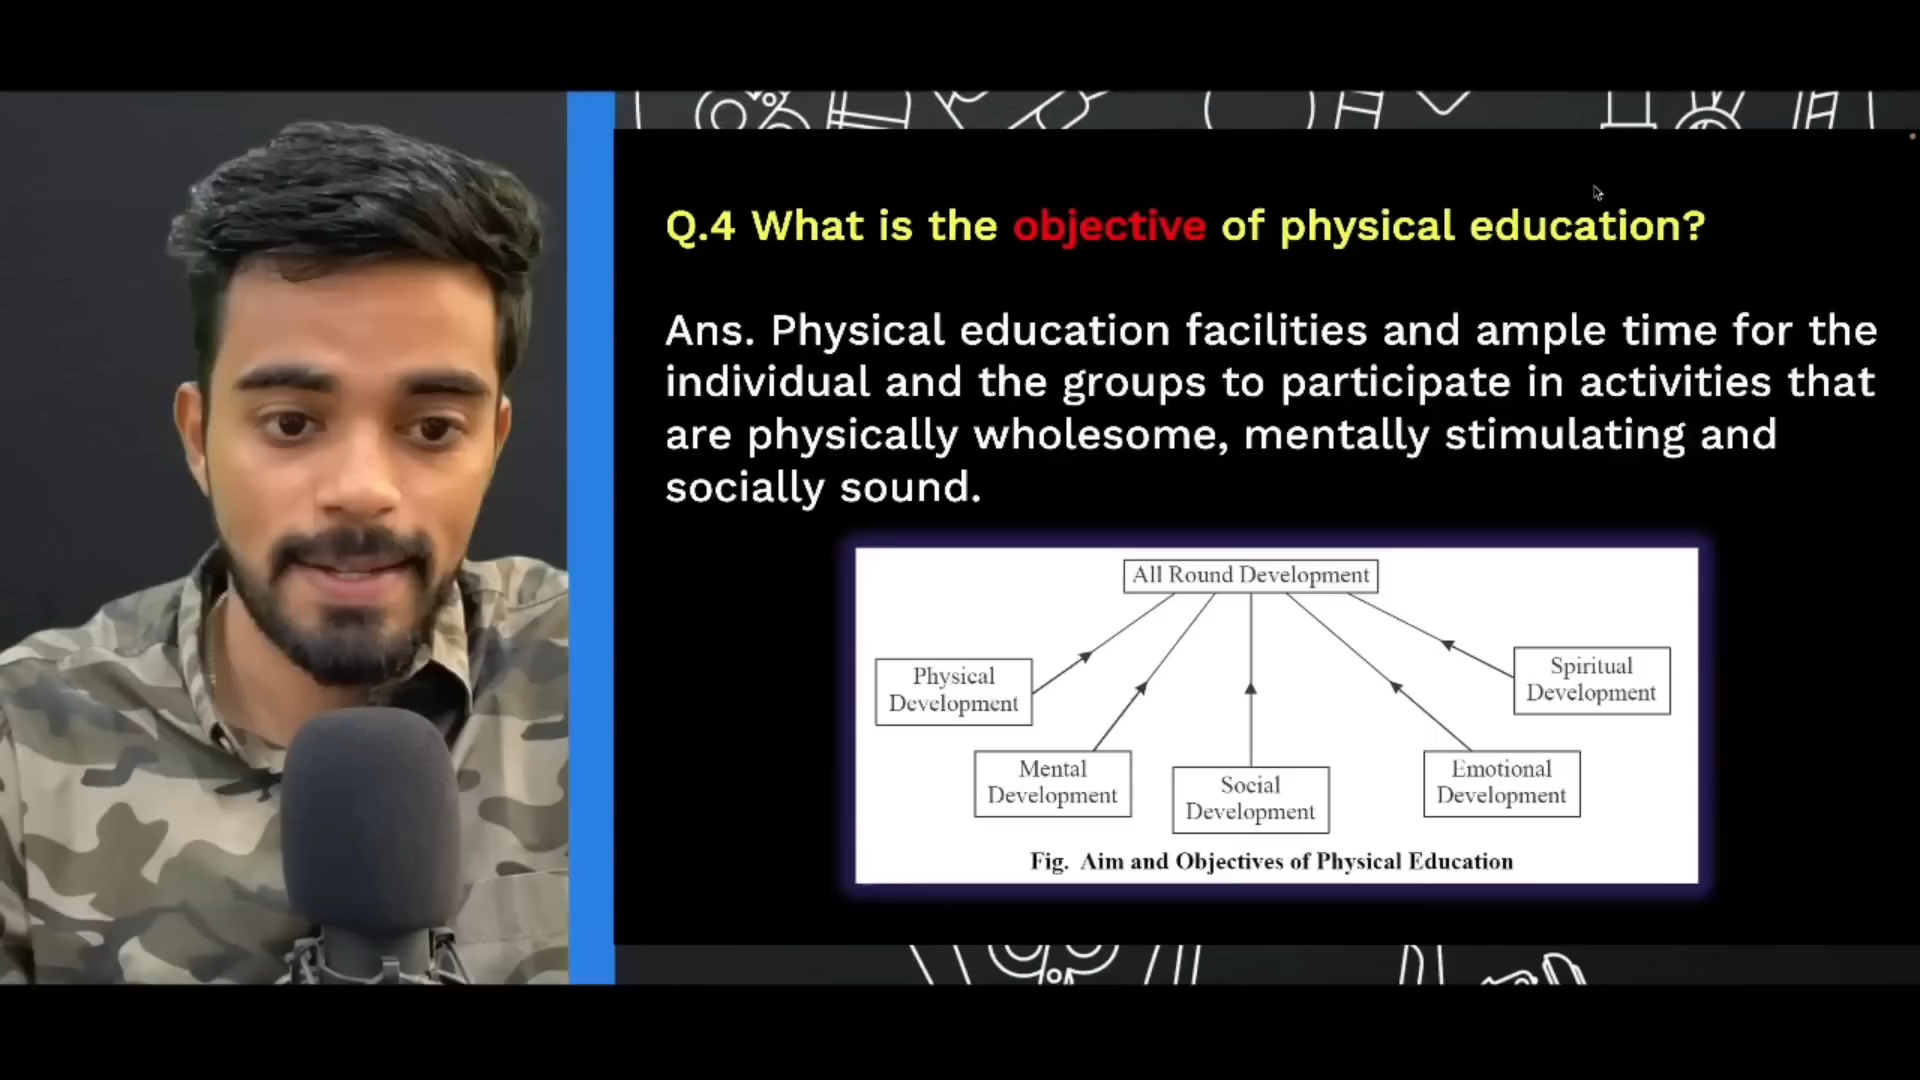 Q.4 What is the objective of physical education?
Ans. Physical education facilities and ample time for the
individual and the groups to participate in activities that
are physically wholesome, mentally stimulating and
socially sound.
All Round Development
Physical
Development
Mental
Development
Social
Development
Emotional
Development
Spiritual
Development
Fig. Aim and Objectives of Physical Education